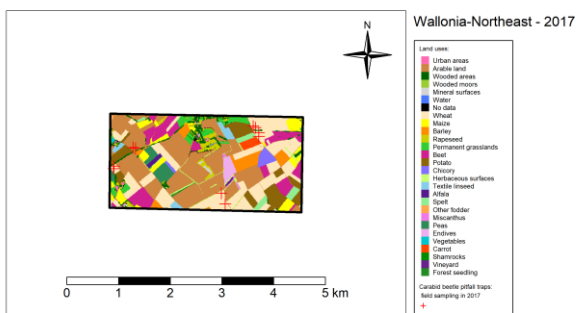 Wallonia-Northeast - 2017
N
Land uses:
Urban areas
Arable land
Wooded areas
Wooded moors
Mineral surfaces
Water
No data
Wheat
Maize
Barley
Rapeseed
Permanent grasslands
Beet
Potato
Chicory
Herbaceous surfaces
Textile linseed
Alfala
Spelt
Other fodder
Miscanthus
Peas
Endives
Vegetables
Carrot
Shamrocks
Vineyard
Forest seedling
Carabid beetle pitfall traps:
field sampling in 2017
0 1 2 3 4 5 km